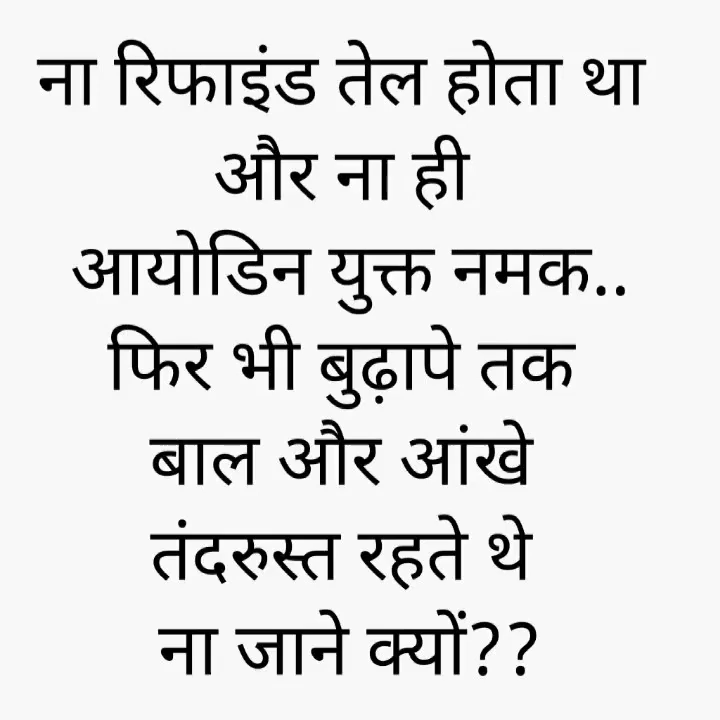 ना रिफाइंड तेल होता था
और ना ही
आयोडिन युक्त नमक..
फिर भी बुढ़ापे तक
बाल और आंखे
तंदरुस्त रहते थे
ना जाने क्यों??